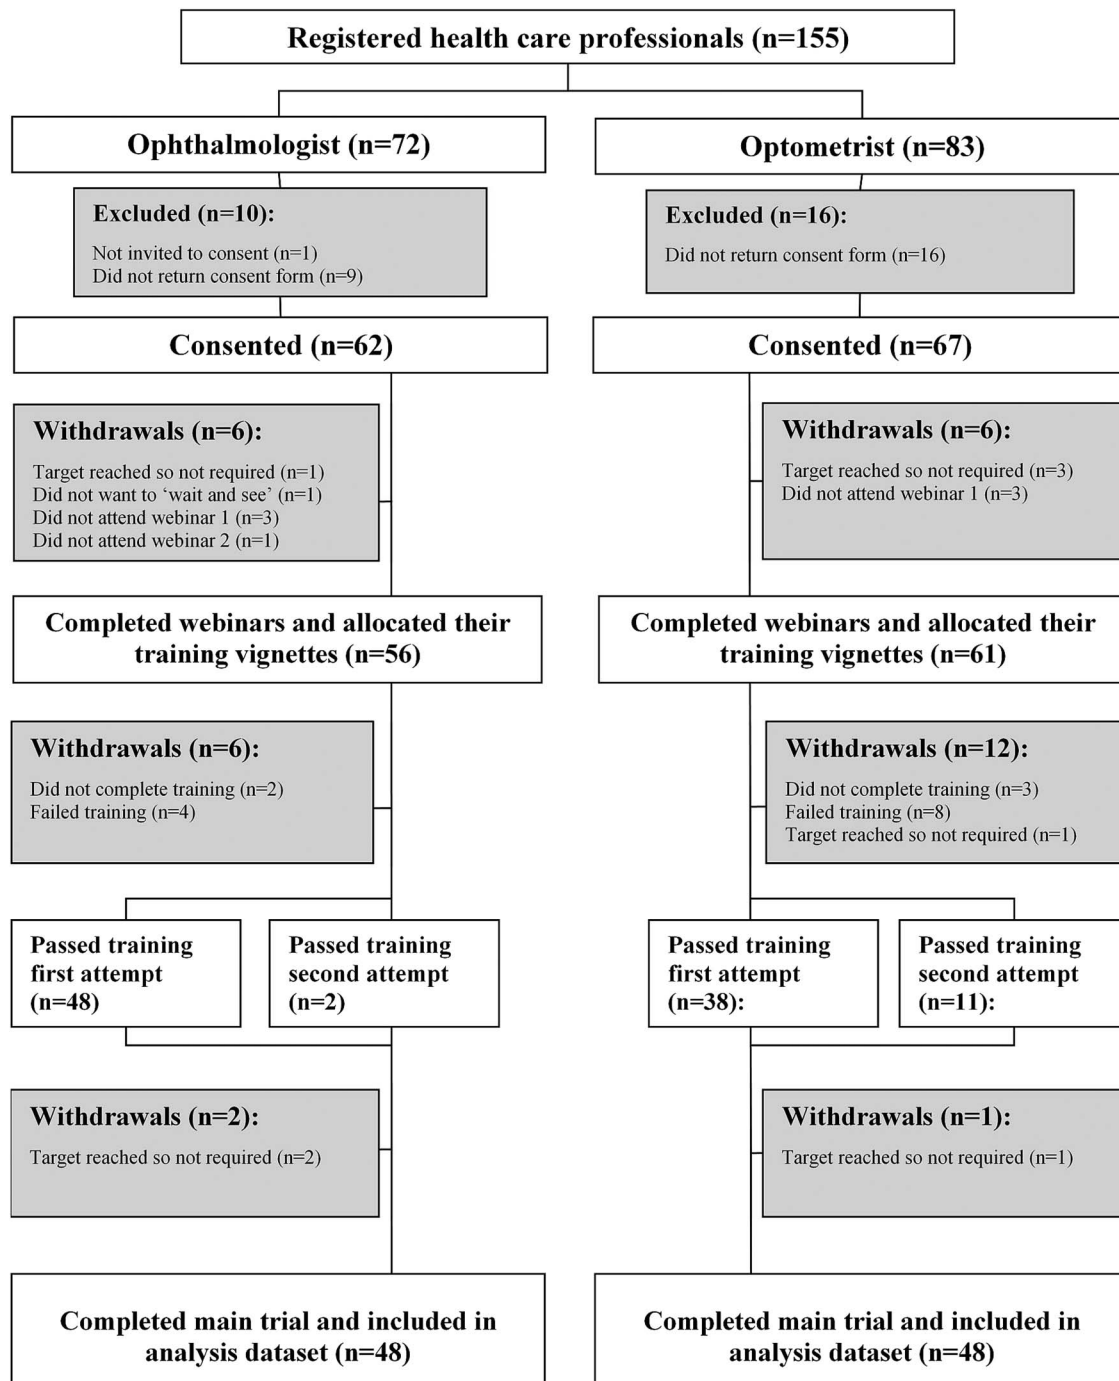 Registered health care professionals (n=155)
Ophthalmologist (n=72)
Optometrist (n=83)
Excluded (n=10):
Not invited to consent (n=1)
Did not return consent form (n=9)
Excluded (n=16):
Did not return consent form (n=16)
Consented (n=62)
Consented (n=67)
Withdrawals (n=6):
Target reached so not required (n=1)
Did not want to ‘wait and see’ (n=1)
Did not attend webinar 1 (n=3)
Did not attend webinar 2 (n=1)
Withdrawals (n=6):
Target reached so not required (n=3)
Did not attend webinar 1 (n=3)
Completed webinars and allocated their
training vignettes (n=56)
Completed webinars and allocated their
training vignettes (n=61)
Withdrawals (n=6):
Did not complete training (n=2)
Failed training (n=4)
Withdrawals (n=12):
Did not complete training (n=3)
Failed training (n=8)
Target reached so not required (n=1)
Passed training
first attempt
(n=48)
Passed training
second attempt
(n=2)
Passed training
first attempt
(n=38):
Passed training
second attempt
(n=11):
Withdrawals (n=2):
Target reached so not required (n=2)
Withdrawals (n=1):
Target reached so not required (n=1)
Completed main trial and included in
analysis dataset (n=48)
Completed main trial and included in
analysis dataset (n=48)